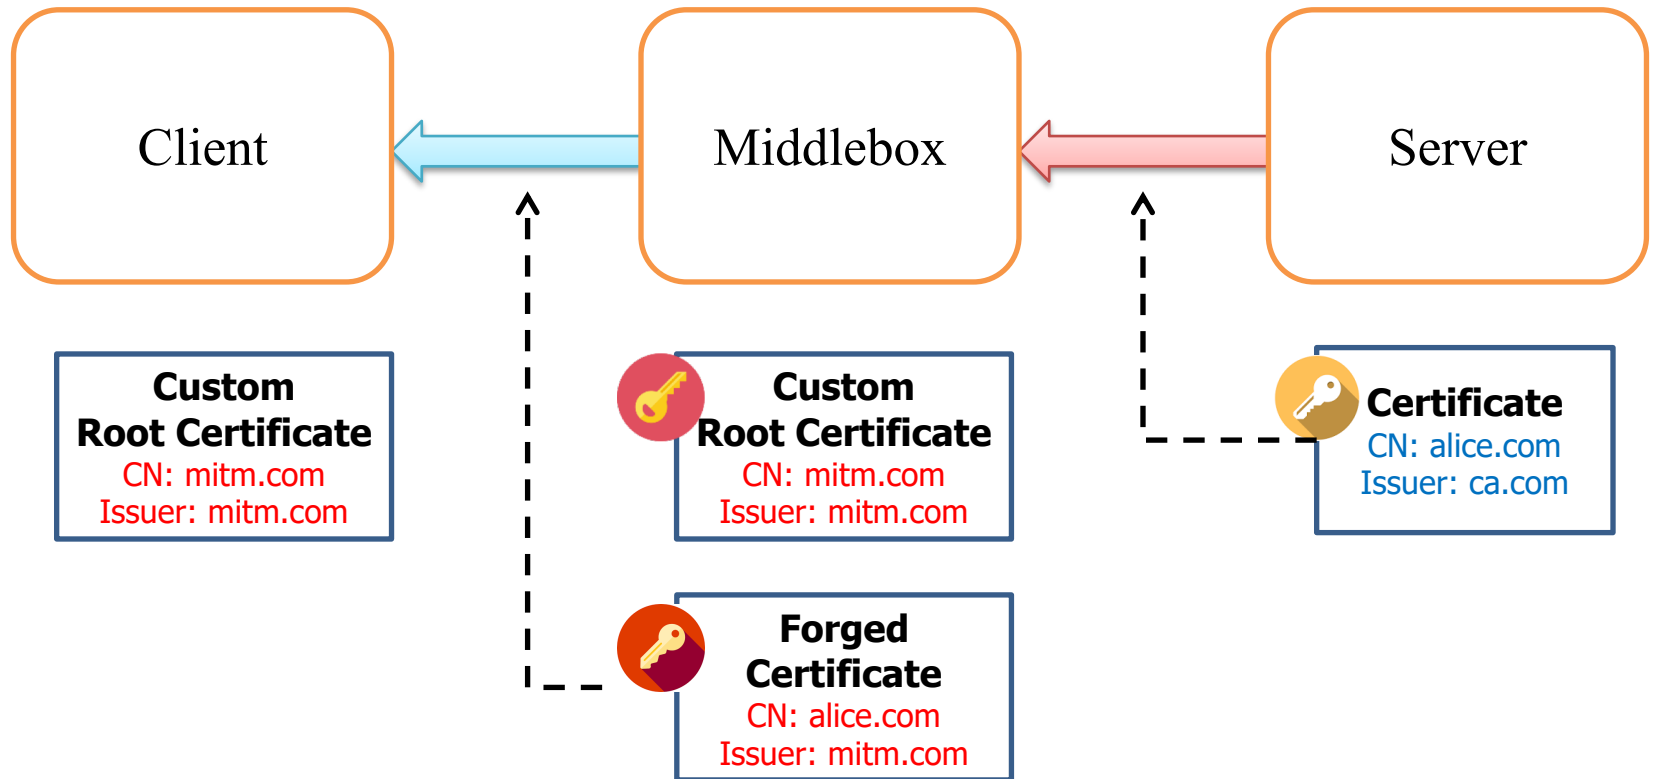 Client
Middlebox
Server
Custom
Root Certificate
CN: mitm.com
Issuer: mitm.com
Custom
Root Certificate
CN: mitm.com
Issuer: mitm.com
Certificate
CN: alice.com
Issuer: ca.com
Forged
Certificate
CN: alice.com
Issuer: mitm.com